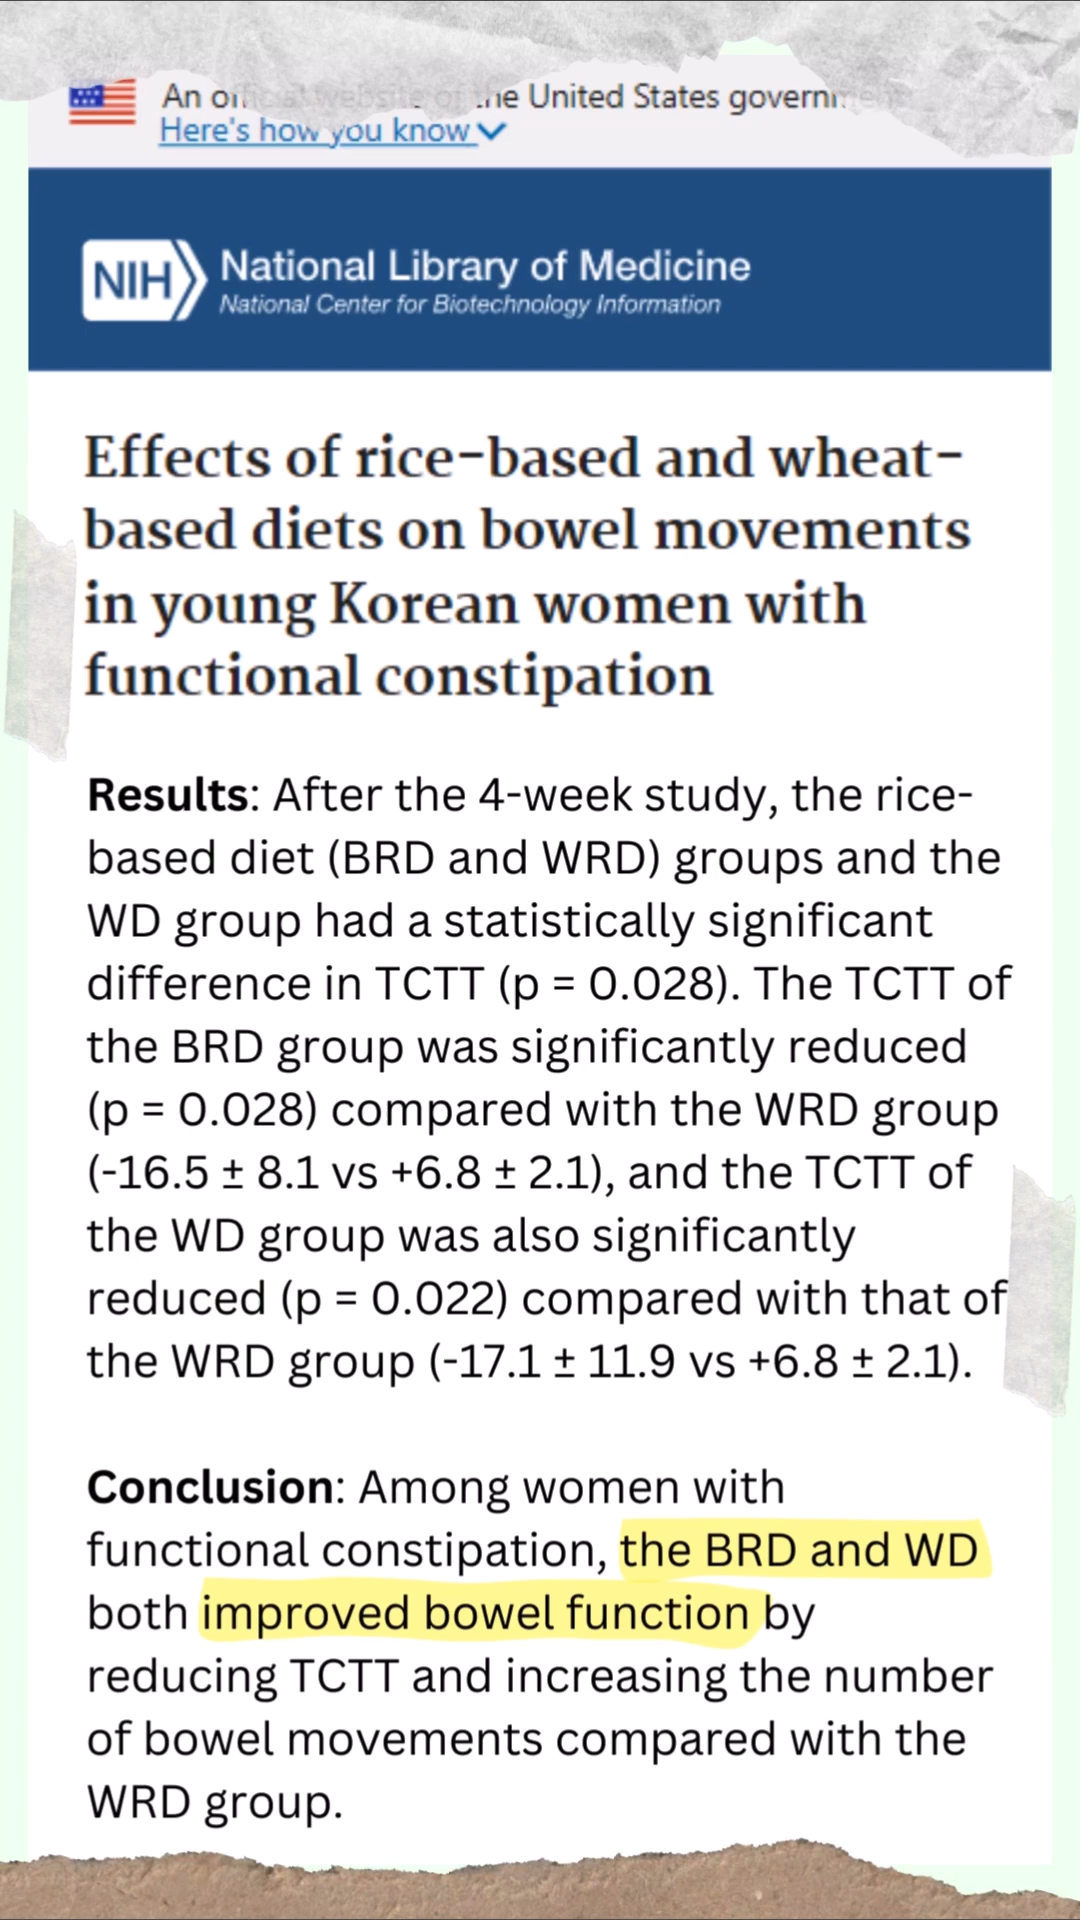 An official website of the United States government
Here's how you know
NIH
National Library of Medicine
National Center for Biotechnology Information
Effects of rice-based and wheat-
based diets on bowel movements
in young Korean women with
functional constipation
Results: After the 4-week study, the rice-
based diet (BRD and WRD) groups and the
WD group had a statistically significant
difference in TCTT (p = 0.028). The TCTT of
the BRD group was significantly reduced
(p = 0.028) compared with the WRD group
(-16.5 ± 8.1 vs +6.8 ± 2.1), and the TCTT of
the WD group was also significantly
reduced (p = 0.022) compared with that of
the WRD group (-17.1 ± 11.9 vs +6.8 ± 2.1).
Conclusion: Among women with
functional constipation, the BRD and WD
both improved bowel function by
reducing TCTT and increasing the number
of bowel movements compared with the
WRD group.